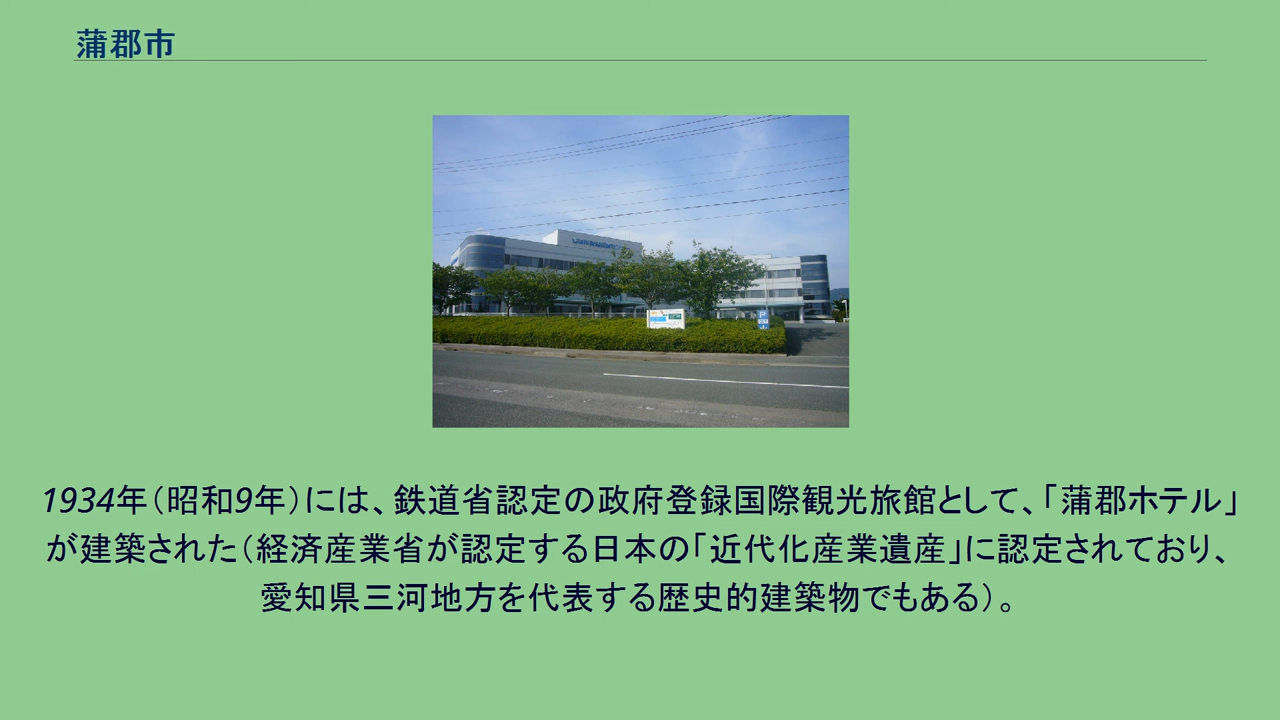 蒲郡市
P
1934年（昭和9年）には、鉄道省認定の政府登録国際観光旅館として、「蒲郡ホテル」
が建築された（経済産業省が認定する日本の「近代化産業遺産」に認定されており、
愛知県三河地方を代表する歴史的建築物でもある）。